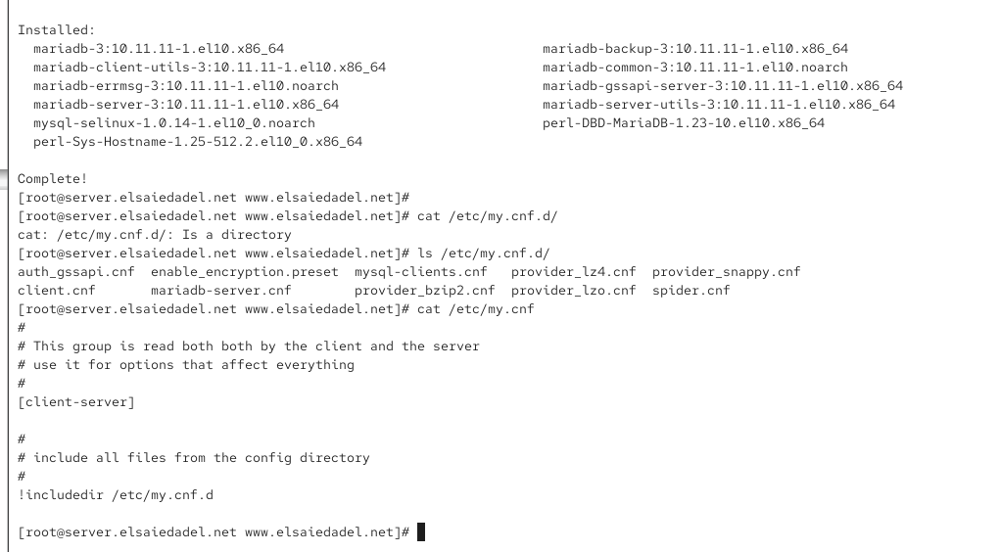 Installed:
  mariadb-3:10.11.11-1.el10.x86_64                                 mariadb-backup-3:10.11.11-1.el10.x86_64
  mariadb-client-utils-3:10.11.11-1.el10.x86_64                    mariadb-common-3:10.11.11-1.el10.noarch
  mariadb-errmsg-3:10.11.11-1.el10.noarch                          mariadb-gssapi-server-3:10.11.11-1.el10.x86_64
  mariadb-server-3:10.11.11-1.el10.x86_64                          mariadb-server-utils-3:10.11.11-1.el10.x86_64
  mysql-selinux-1.0.14-1.el10_0.noarch                             perl-DBD-MariaDB-1.23-10.el10.x86_64
  perl-Sys-Hostname-1.25-512.2.el10_0.x86_64

Complete!
[root@server.elsaiedadel.net www.elsaiedadel.net]#
[root@server.elsaiedadel.net www.elsaiedadel.net]# cat /etc/my.cnf.d/
cat: /etc/my.cnf.d/: Is a directory
[root@server.elsaiedadel.net www.elsaiedadel.net]# ls /etc/my.cnf.d/
auth_gssapi.cnf  enable_encryption.preset  mysql-clients.cnf   provider_lz4.cnf  provider_snappy.cnf
client.cnf       mariadb-server.cnf        provider_bzip2.cnf  provider_lzo.cnf  spider.cnf
[root@server.elsaiedadel.net www.elsaiedadel.net]# cat /etc/my.cnf
#
# This group is read both both by the client and the server
# use it for options that affect everything
#
[client-server]

#
# include all files from the config directory
#
!includedir /etc/my.cnf.d

[root@server.elsaiedadel.net www.elsaiedadel.net]#